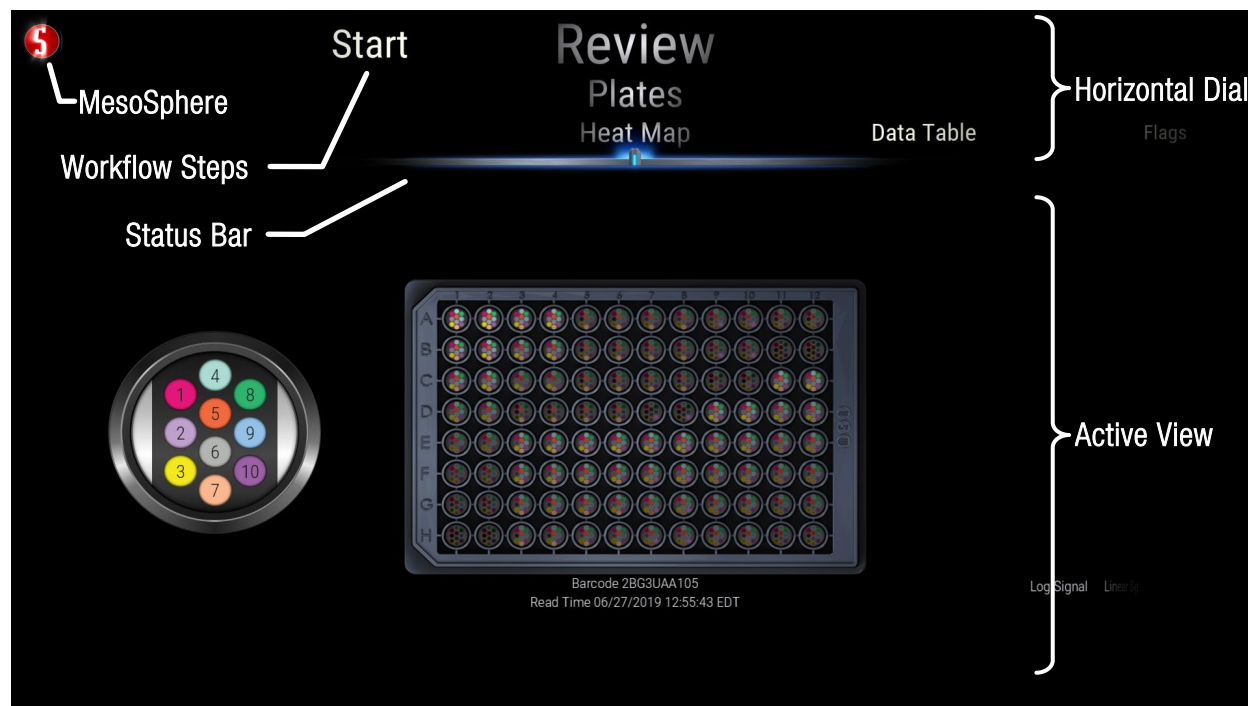 S
Start
Review
Horizontal Dial
MesoSphere
Plates
Heat Map
Data Table
Flags
Workflow Steps
Status Bar
1 2 3 4 5 6 7 8 9 10 11 12
A
B
C
D
E
F
G
H
4
1
8
5
2
9
6
3
10
7
Active View
Barcode 2BG3UAA105
Read Time 06/27/2019 12:55:43 EDT
Log Signal Linear